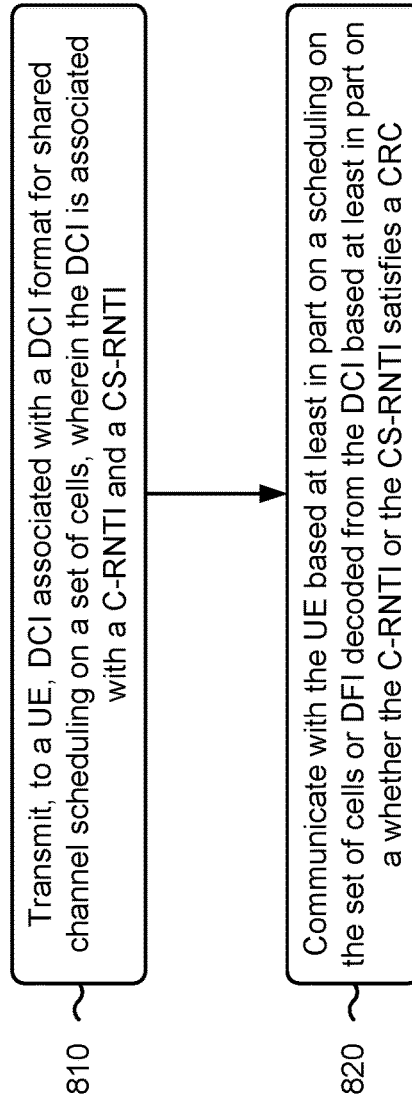 810
Transmit, to a UE, DCI associated with a DCI format for shared
channel scheduling on a set of cells, wherein the DCI is associated
with a C-RNTI and a CS-RNTI
820
Communicate with the UE based at least in part on a scheduling on
the set of cells or DFI decoded from the DCI based at least in part on
a whether the C-RNTI or the CS-RNTI satisfies a CRC